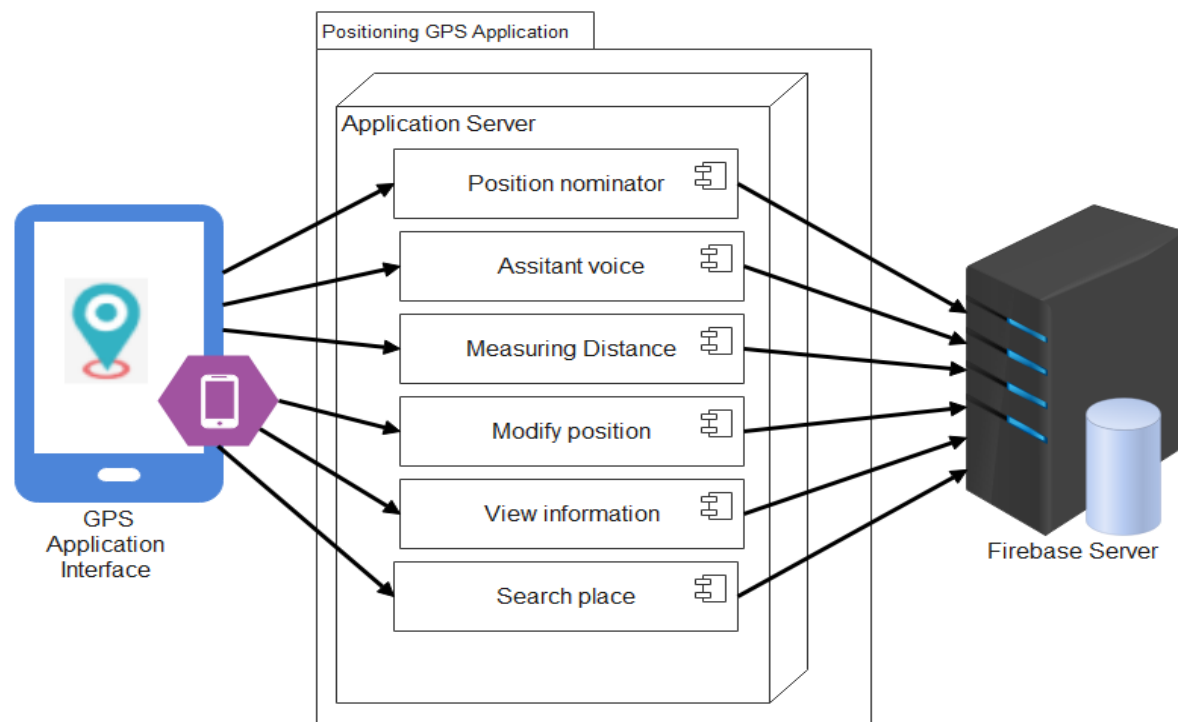 Positioning GPS Application
Application Server
Position nominator
Assitant voice
Measuring Distance
Modify position
View information
Search place
GPS
Application
Interface
Firebase Server